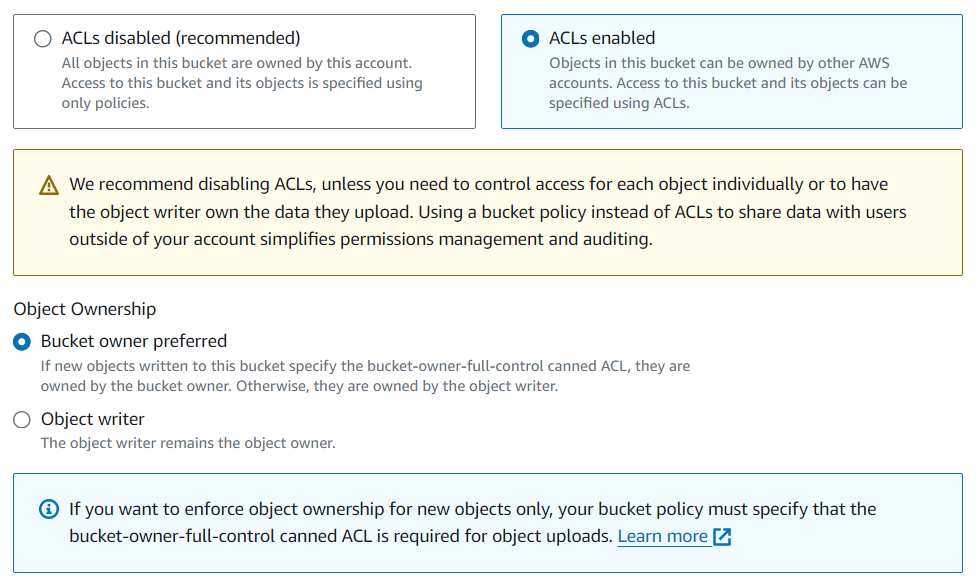 ACLs disabled (recommended)
All objects in this bucket are owned by this account.
Access to this bucket and its objects is specified using
only policies.
ACLs enabled
Objects in this bucket can be owned by other AWS
accounts. Access to this bucket and its objects can be
specified using ACLs.
We recommend disabling ACLs, unless you need to control access for each object individually or to have
the object writer own the data they upload. Using a bucket policy instead of ACLs to share data with users
outside of your account simplifies permissions management and auditing.
Object Ownership
Bucket owner preferred
If new objects written to this bucket specify the bucket-owner-full-control canned ACL, they are
owned by the bucket owner. Otherwise, they are owned by the object writer.
Object writer
The object writer remains the object owner.
If you want to enforce object ownership for new objects only, your bucket policy must specify that the
bucket-owner-full-control canned ACL is required for object uploads. Learn more